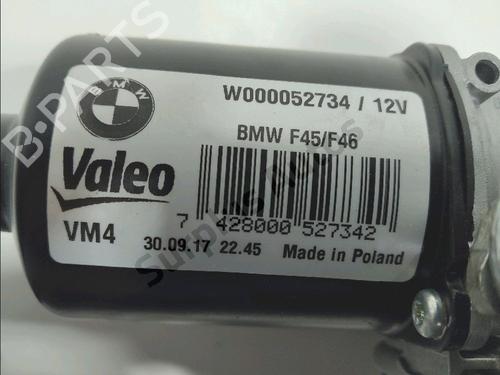 BMW
W000052734 / 12V
BMW F45/F46
Valeo
7 428000 527342
VM4
30.09.17 22.45 Made in Poland
B-PARTS